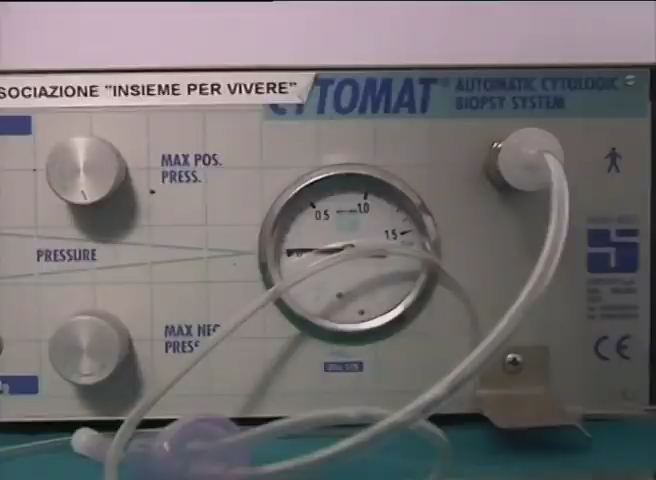 SOCIAZIONE "INSIEME PER VIVERE"
CYTOMAT® AUTOMATIC CYTOLOGIC
BIOPSY SYSTEM
MAX POS.
PRESS.
0.5
1.0
1.5
0
PRESSURE
MAX NEG
PRESS
CE